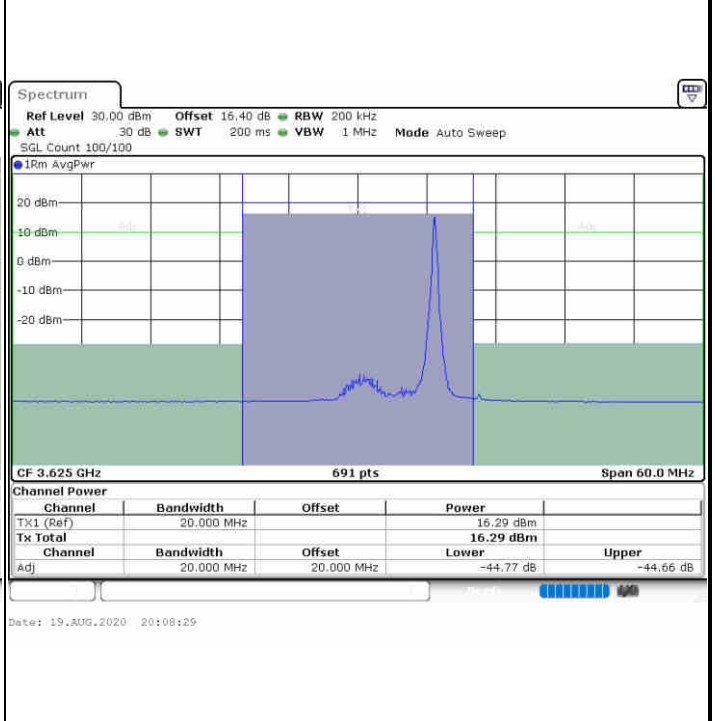 Spectrum
Ref Level 30.00 dBm Offset 16.40 dB RBW 200 kHz
Att 30 dB SWT 200 ms VBW 1 MHz Mode Auto Sweep
SGL Count 100/100
1Rm AvgPwr
20 dBm
Adj Adj
10 dBm
0 dBm
-10 dBm
-20 dBm
CF 3.625 GHz 691 pts Span 60.0 MHz
Channel Power
Channel Bandwidth Offset Power
TX1 (Ref) 20.000 MHz 16.29 dBm
Tx Total 16.29 dBm
Channel Bandwidth Offset Lower Upper
Adj 20.000 MHz 20.000 MHz -44.77 dB -44.66 dB
Date: 19.AUG.2020 20:08:29